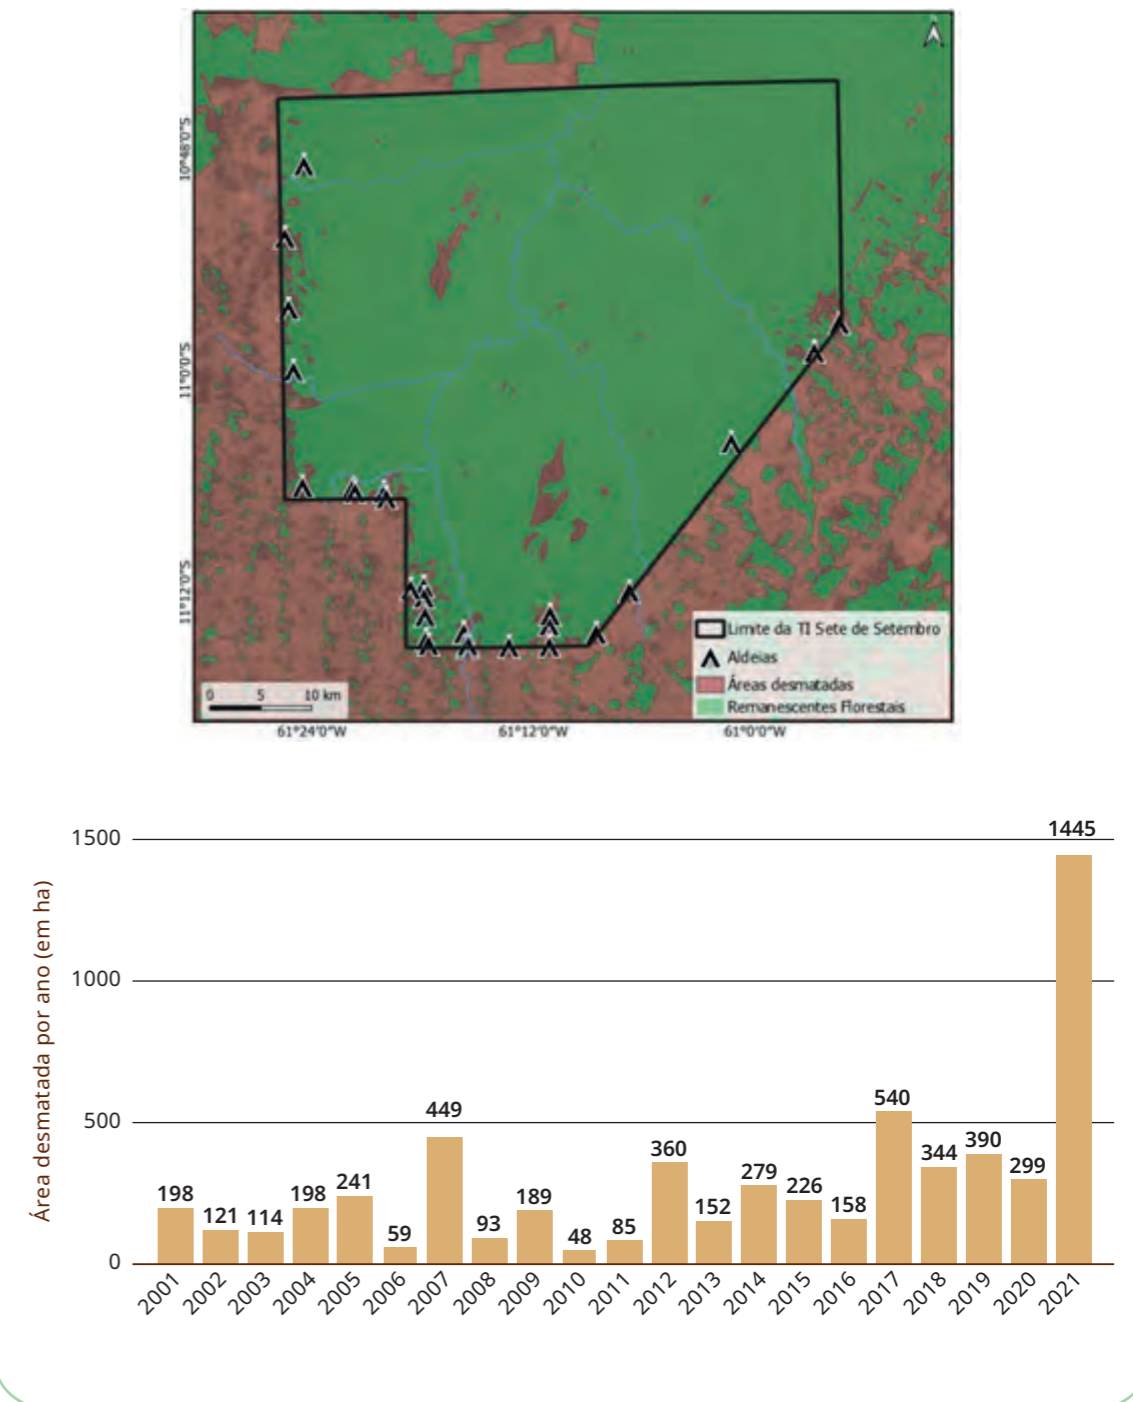 10°48'0"S
11°0'0"S
11°12'0"S
Limite da TI Sete de Setembro
Aldeias
Áreas desmatadas
Remanescentes Florestais
0 5 10 km
61°24'0"W 61°12'0"W 61°0'0"W
Área desmatada por ano (em ha)
1500
1000
500
0
198 121 114 198 241 59 449 93 189 48 85 360 152 279 226 158 540 344 390 299 1445
2001 2002 2003 2004 2005 2006 2007 2008 2009 2010 2011 2012 2013 2014 2015 2016 2017 2018 2019 2020 2021